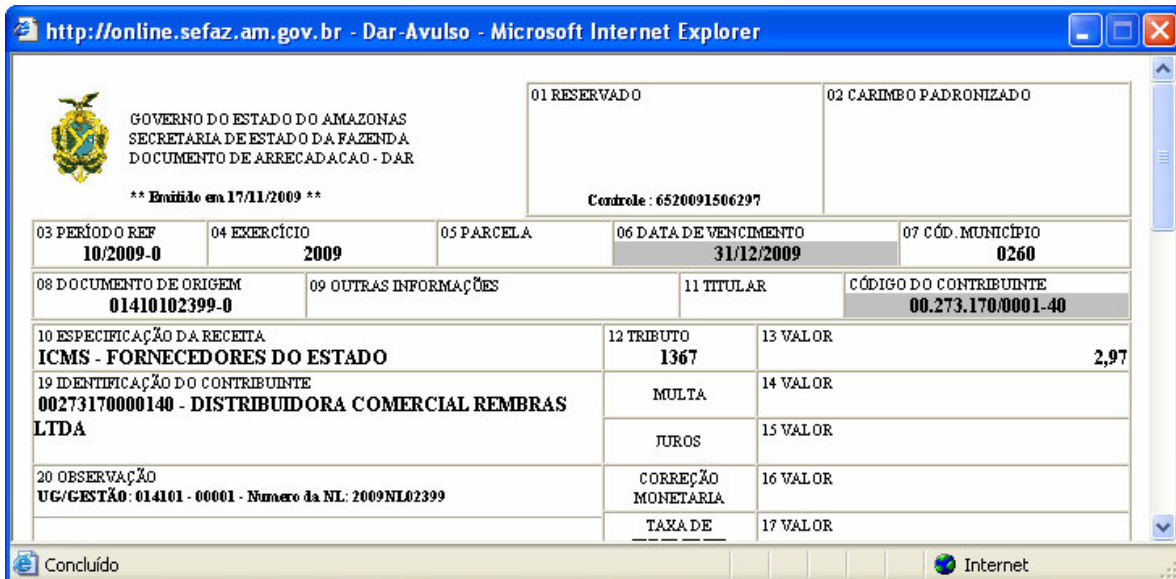 http://online.sefaz.am.gov.br - Dar-Avulso - Microsoft Internet Explorer
GOVERNO DO ESTADO DO AMAZONAS
SECRETARIA DE ESTADO DA FAZENDA
DOCUMENTO DE ARRECADACAO - DAR
** Emitido em 17/11/2009 **
01 RESERVADO
Controle : 6520091506297
02 CARIMBO PADRONIZADO
03 PERÍODO REF
10/2009-0
04 EXERCÍCIO
2009
05 PARCELA
06 DATA DE VENCIMENTO
31/12/2009
07 CÓD. MUNICÍPIO
0260
08 DOCUMENTO DE ORIGEM
01410102399-0
09 OUTRAS INFORMAÇÕES
11 TITULAR
CÓDIGO DO CONTRIBUINTE
00.273.170/0001-40
10 ESPECIFICAÇÃO DA RECEITA
ICMS - FORNECEDORES DO ESTADO
12 TRIBUTO
1367
13 VALOR
2,97
19 IDENTIFICAÇÃO DO CONTRIBUINTE
00273170000140 - DISTRIBUIDORA COMERCIAL REMBRAS
LTDA
MULTA
14 VALOR
JUROS
15 VALOR
20 OBSERVAÇÃO
UG/GESTÃO: 014101 - 00001 - Numero da NL: 2009NL02399
CORREÇÃO
MONETARIA
16 VALOR
TAXA DE
17 VALOR
Concluído
Internet